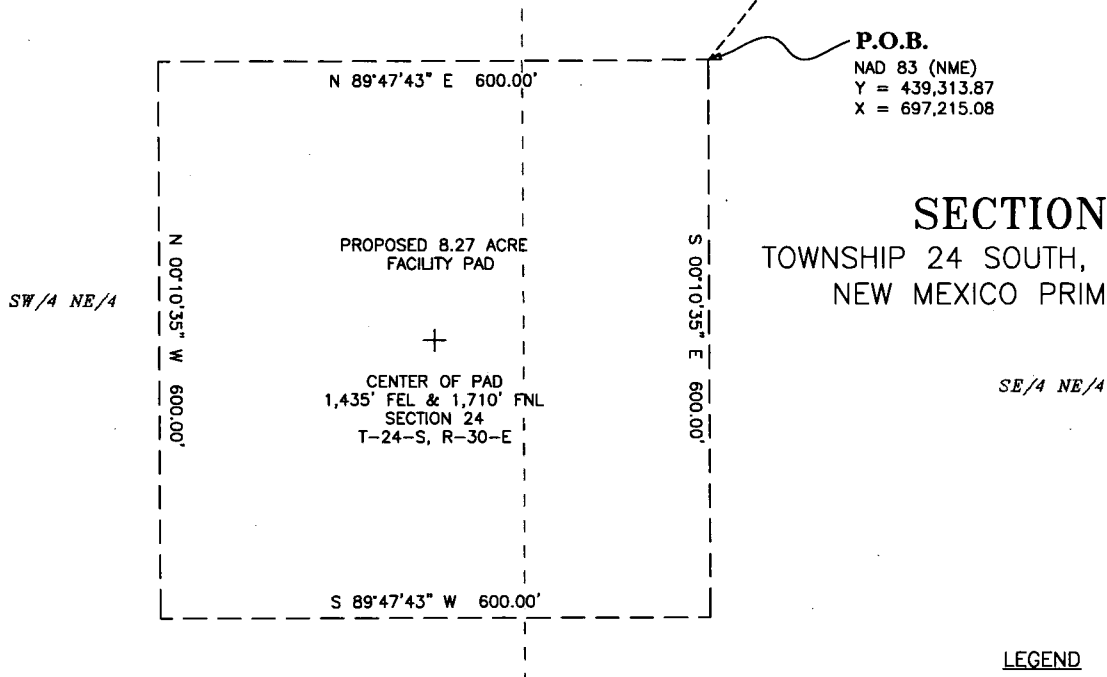 P.O.B.
NAD 83 (NME)
Y = 439,313.87
X = 697,215.08
N 89°47'43" E 600.00'
SECTION
TOWNSHIP 24 SOUTH,
NEW MEXICO PRIM
PROPOSED 8.27 ACRE
FACILITY PAD
N 00°10'35" W 600.00'
S 00°10'35" E 600.00'
SW/4 NE/4
SE/4 NE/4
CENTER OF PAD
1,435' FEL & 1,710' FNL
SECTION 24
T-24-S, R-30-E
S 89°47'43" W 600.00'
LEGEND